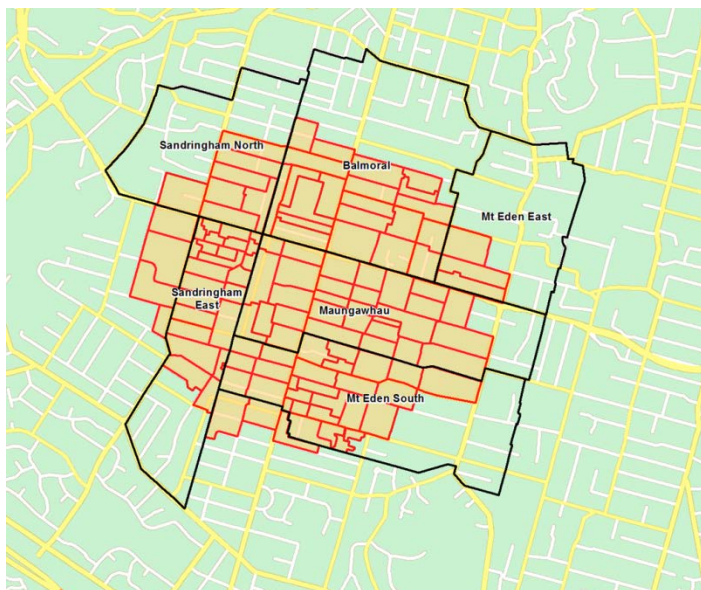 Sandringham North
Balmoral
Mt Eden East
Sandringham
East
Maungawhau
Mt Eden South